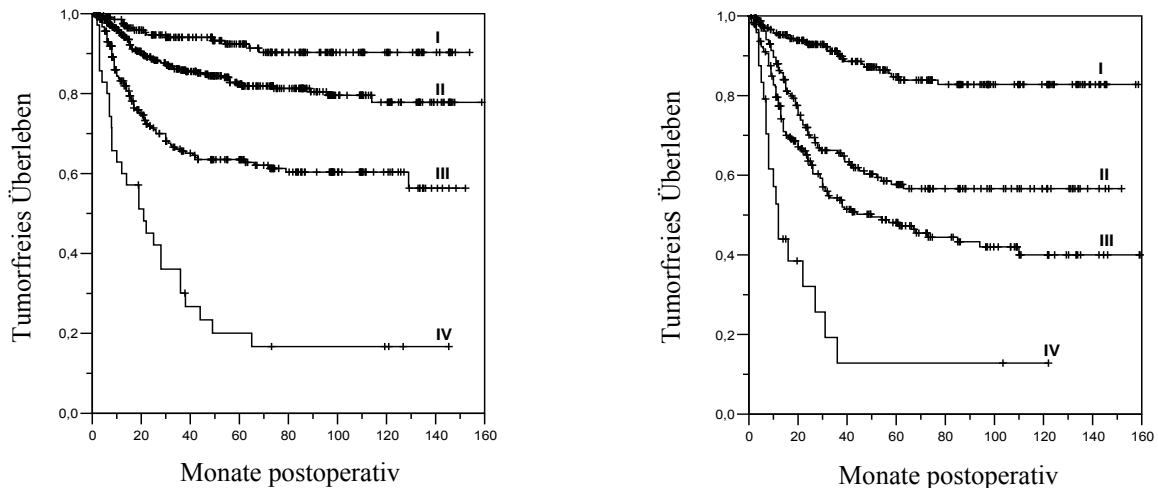 Tumorfreies Überleben
1,0
0,8
0,6
0,4
0,2
0,0
I
II
III
IV
0 20 40 60 80 100 120 140 160
Monate postoperativ
Tumorfreies Überleben
1,0
0,8
0,6
0,4
0,2
0,0
I
II
III
IV
0 20 40 60 80 100 120 140 160
Monate postoperativ